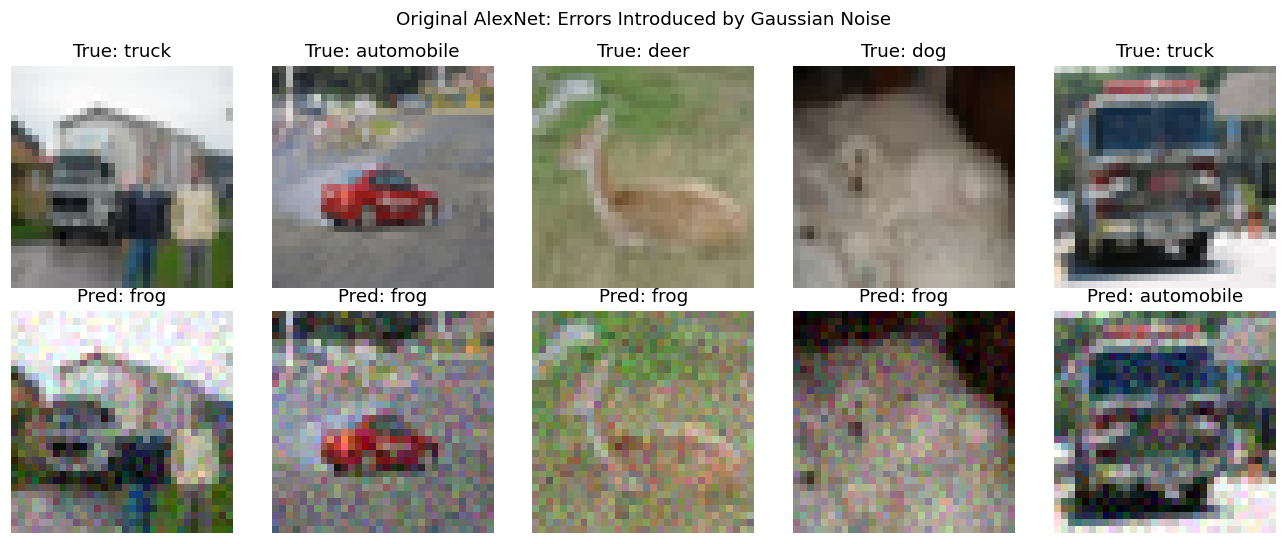 Original AlexNet: Errors Introduced by Gaussian Noise
True: truck
True: automobile
True: deer
True: dog
True: truck
Pred: frog
Pred: frog
Pred: frog
Pred: frog
Pred: automobile